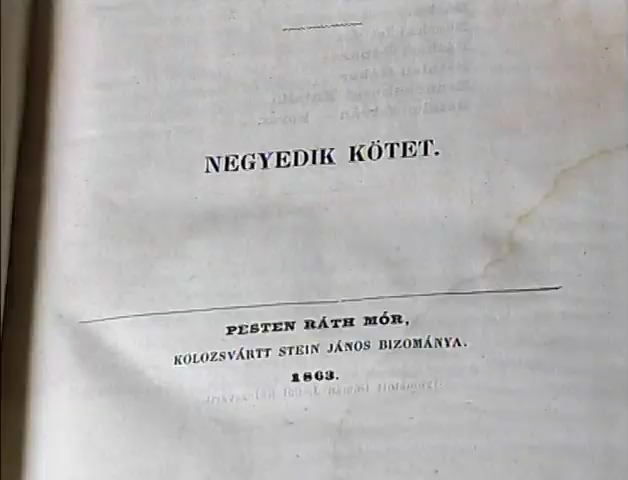 NEGYEDIK KÖTET.
PESTEN RÁTH MÓR,
KOLOZSVÁRTT STEIN JÁNOS BIZOMÁNYA.
1863.